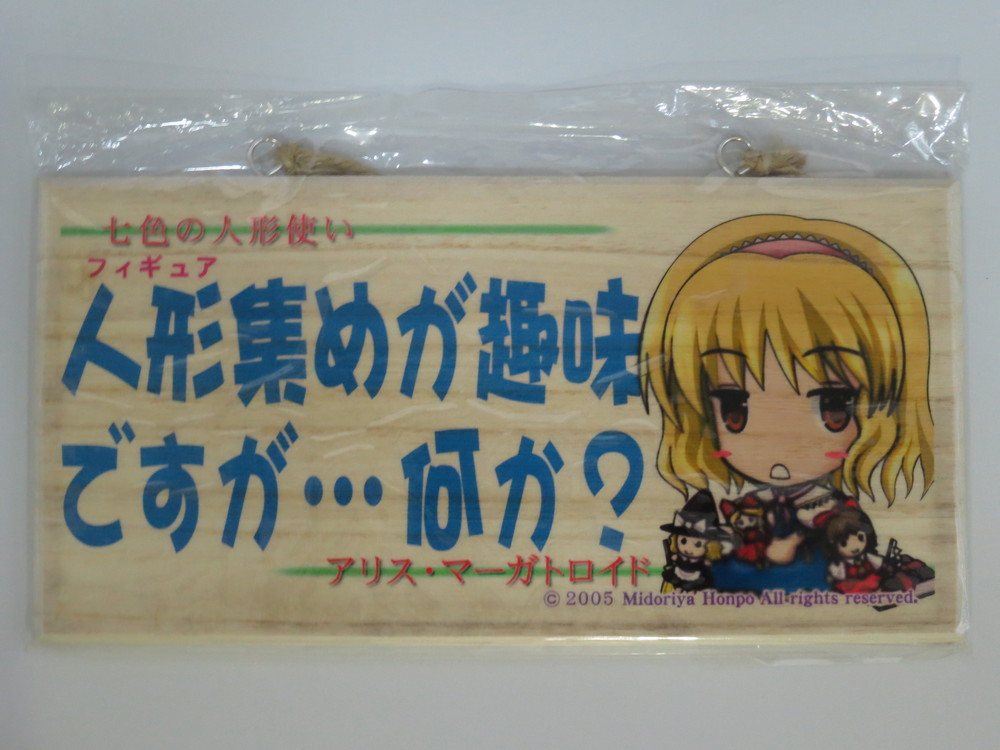 七色の人形使い
フィギュア
人形集めが趣味
ですが…何か?
アリス・マーガトロイド
© 2005 Midoriya Honpo All rights reserved.